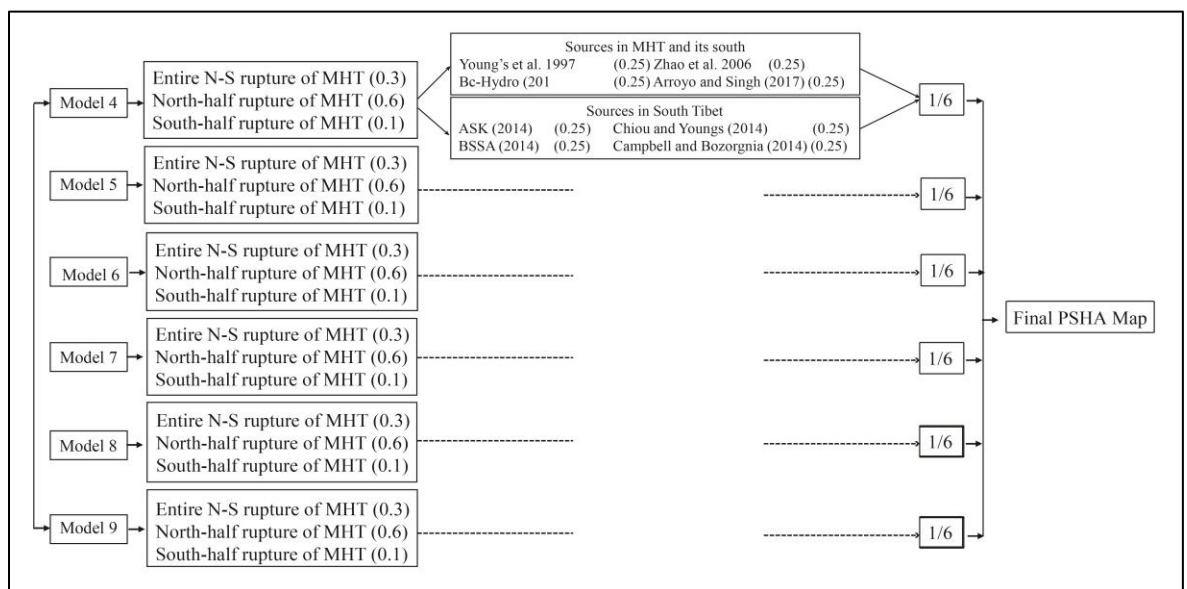 Sources in MHT and its south
Young's et al. 1997 (0.25) Zhao et al. 2006 (0.25)
Bc-Hydro (201 (0.25) Arroyo and Singh (2017) (0.25)
Sources in South Tibet
ASK (2014) (0.25) Chiou and Youngs (2014) (0.25)
BSSA (2014) (0.25) Campbell and Bozorgnia (2014) (0.25)
Model 4
Entire N-S rupture of MHT (0.3)
North-half rupture of MHT (0.6)
South-half rupture of MHT (0.1)
1/6
Model 5
Entire N-S rupture of MHT (0.3)
North-half rupture of MHT (0.6)
South-half rupture of MHT (0.1)
1/6
Model 6
Entire N-S rupture of MHT (0.3)
North-half rupture of MHT (0.6)
South-half rupture of MHT (0.1)
1/6
Model 7
Entire N-S rupture of MHT (0.3)
North-half rupture of MHT (0.6)
South-half rupture of MHT (0.1)
1/6
Model 8
Entire N-S rupture of MHT (0.3)
North-half rupture of MHT (0.6)
South-half rupture of MHT (0.1)
1/6
Model 9
Entire N-S rupture of MHT (0.3)
North-half rupture of MHT (0.6)
South-half rupture of MHT (0.1)
1/6
Final PSHA Map